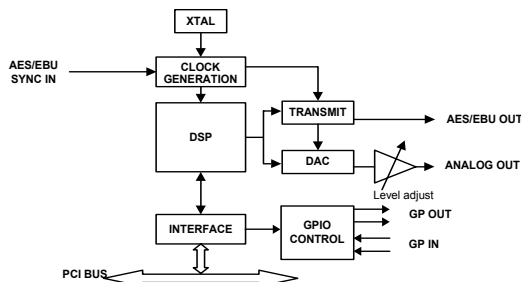 XTAL
AES/EBU
SYNC IN
CLOCK
GENERATION
TRANSMIT
AES/EBU OUT
DSP
DAC
ANALOG OUT
Level adjust
GP OUT
INTERFACE
GPIO
CONTROL
GP IN
PCI BUS